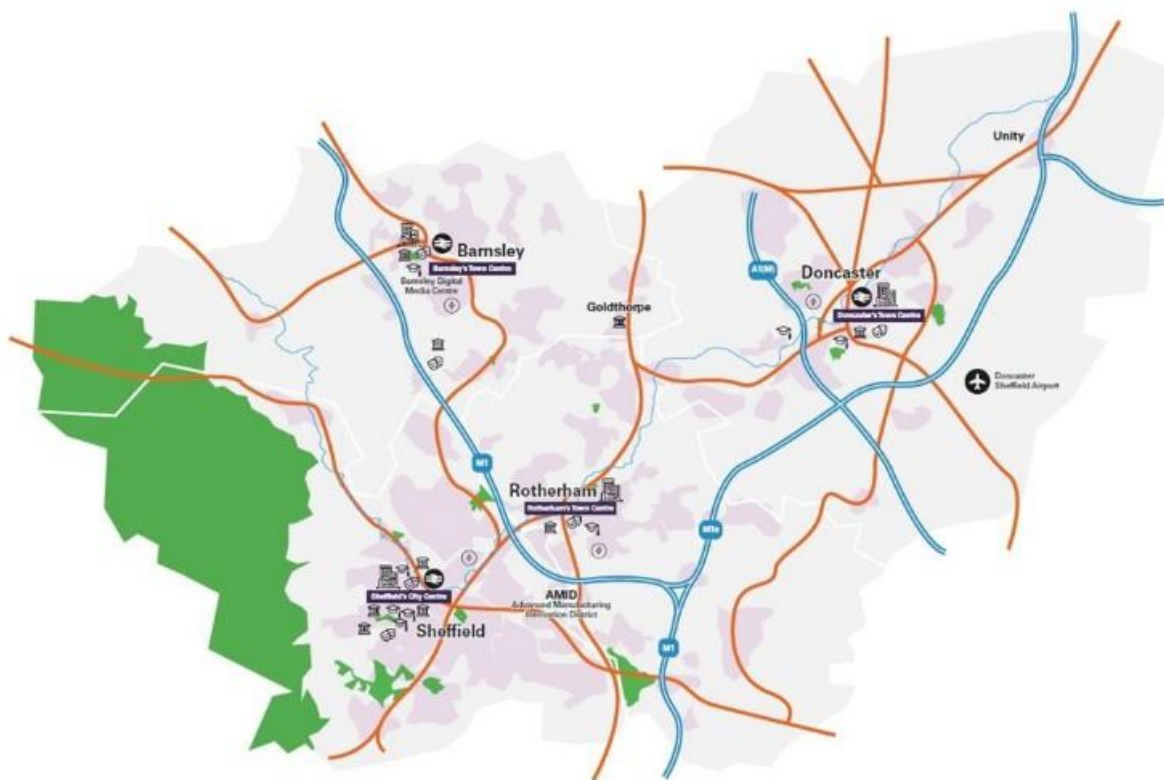 Unity
Barnsley
Barnsley's Town Centre
Barnsley Digital
Media Centre
A1(M)
Doncaster
Doncaster's Town Centre
Goldthorpe
Doncaster
Sheffield Airport
M1
Rotherham
Rotherham's Town Centre
M18
Sheffield's City Centre
Sheffield
AMID
Advanced Manufacturing
Innovation District
M1